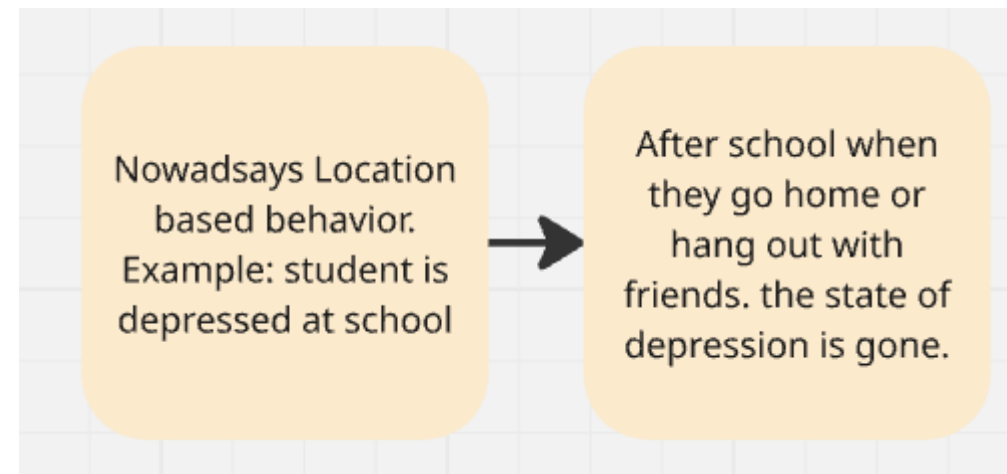 Nowadsays Location
based behavior.
Example: student is
depressed at school
After school when
they go home or
hang out with
friends. the state of
depression is gone.